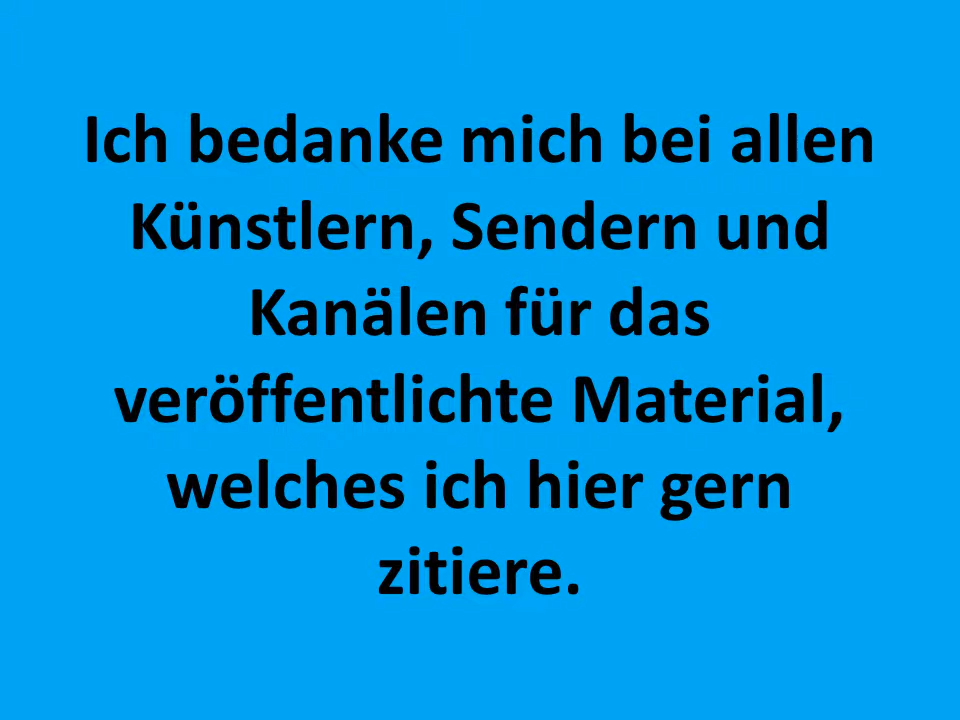 Ich bedanke mich bei allen
Künstlern, Sendern und
Kanälen für das
veröffentlichte Material,
welches ich hier gern
zitiere.